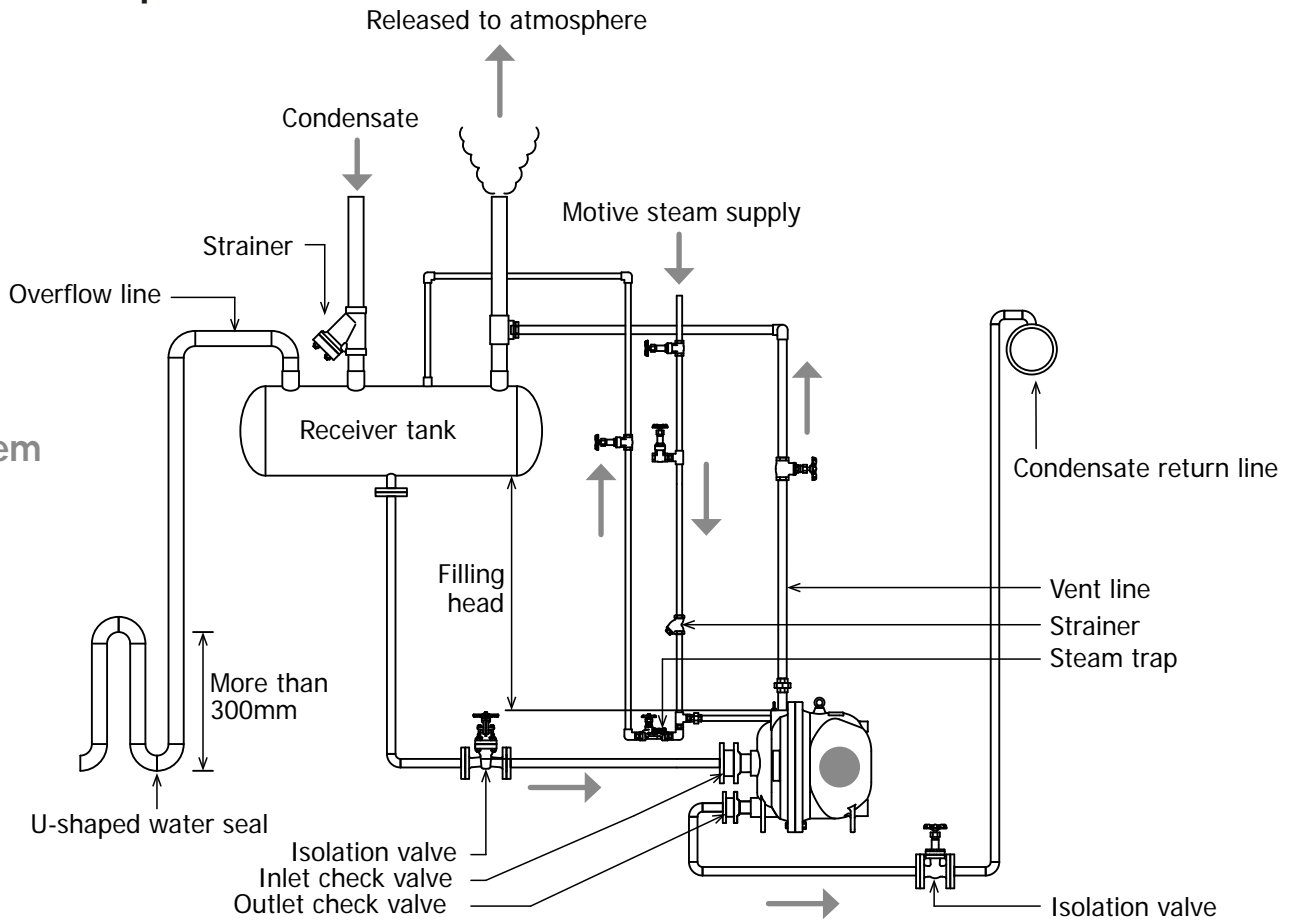 Released to atmosphere
Condensate
Motive steam supply
Strainer
Overflow line
Receiver tank
em
Condensate return line
Filling
head
Vent line
Strainer
Steam trap
More than
300mm
U-shaped water seal
Isolation valve
Inlet check valve
Outlet check valve
Isolation valve